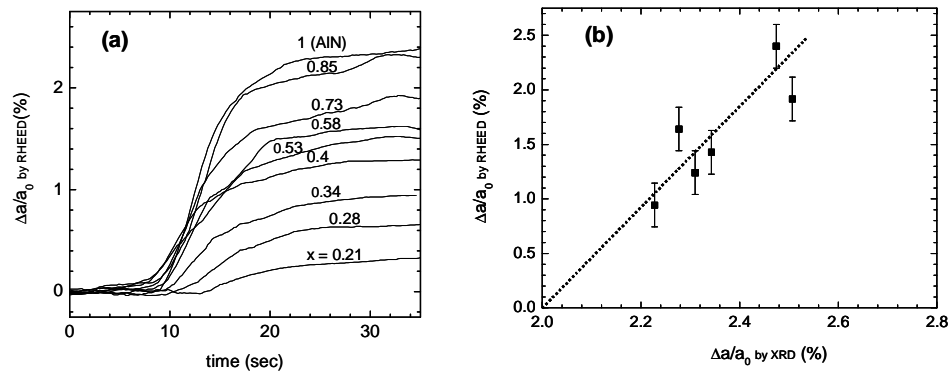 (a)
Δa/a0 by RHEED(%)
2
1
0
1 (AlN)
0.85
0.73
0.58
0.53
0.4
0.34
0.28
x = 0.21
0 10 20 30
time (sec)
(b)
Δa/a0 by RHEED (%)
2.5
2.0
1.5
1.0
0.5
0.0
2.0 2.2 2.4 2.6 2.8
Δa/a0 by XRD (%)